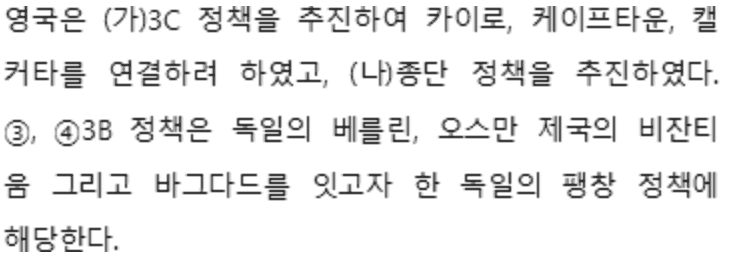 영국은 (가)3C 정책을 추진하여 카이로, 케이프타운, 캘
커타를 연결하려 하였고, (나)종단 정책을 추진하였다.
③, ④3B 정책은 독일의 베를린, 오스만 제국의 비잔티
움 그리고 바그다드를 잇고자 한 독일의 팽창 정책에
해당한다.